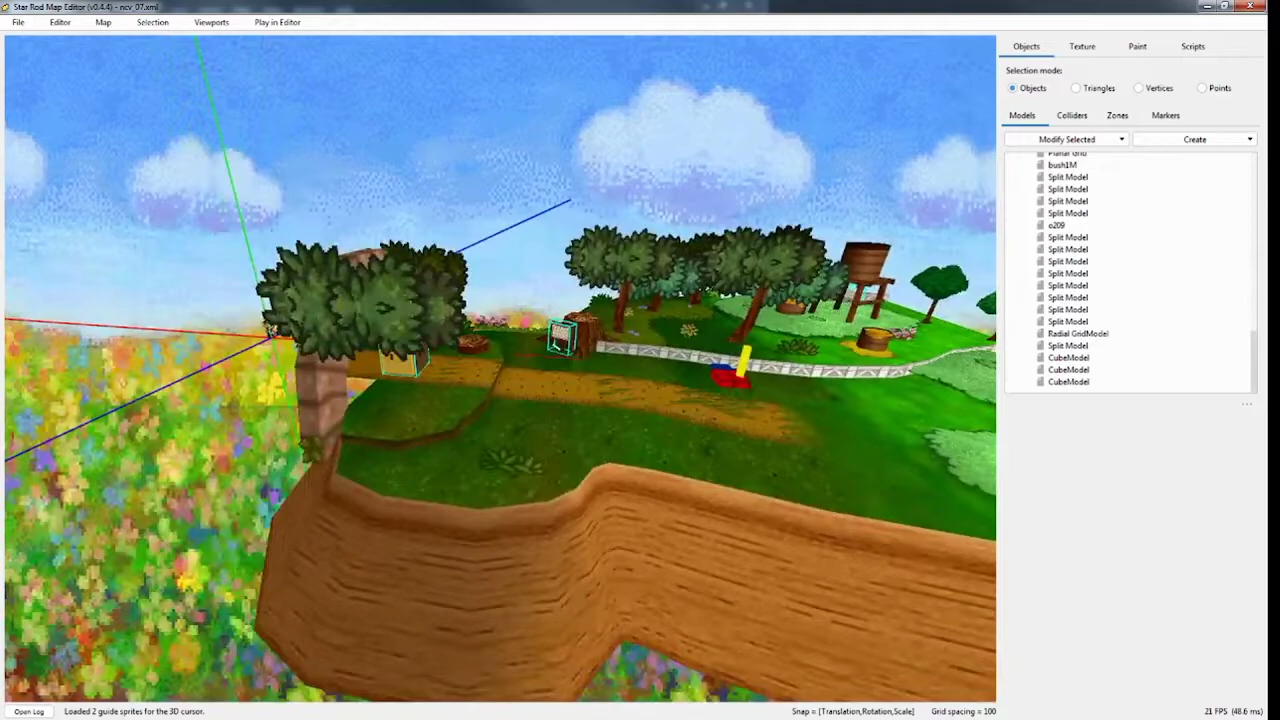 Star Rod Map Editor (v0.4.4) - ncv_07.xml
File Editor Map Selection Viewports Play in Editor
Objects Texture Paint Scripts
Selection mode:
Objects Triangles Vertices Points
Models Colliders Zones Markers
Modify Selected Create
Planar Grid
bush1M
Split Model
Split Model
Split Model
Split Model
o209
Split Model
Split Model
Split Model
Split Model
Split Model
Split Model
Split Model
Split Model
Radial GridModel
Split Model
CubeModel
CubeModel
CubeModel
Open Log Loaded 2 guide sprites for the 3D cursor. Snap = [Translation,Rotation,Scale] Grid spacing = 100 21 FPS (48.6 ms)